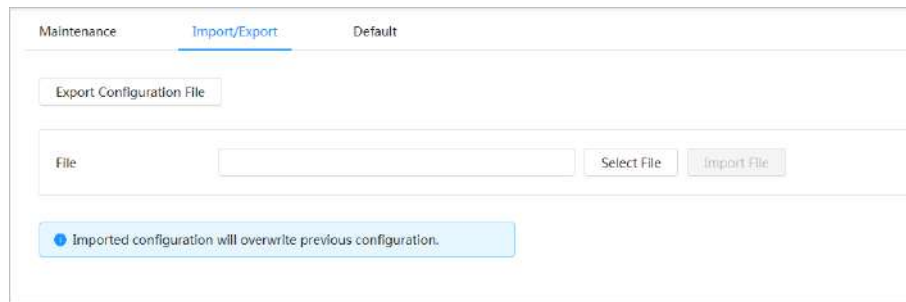 Maintenance Import/Export Default
Export Configuration File
File Select File Import File
Imported configuration will overwrite previous configuration.